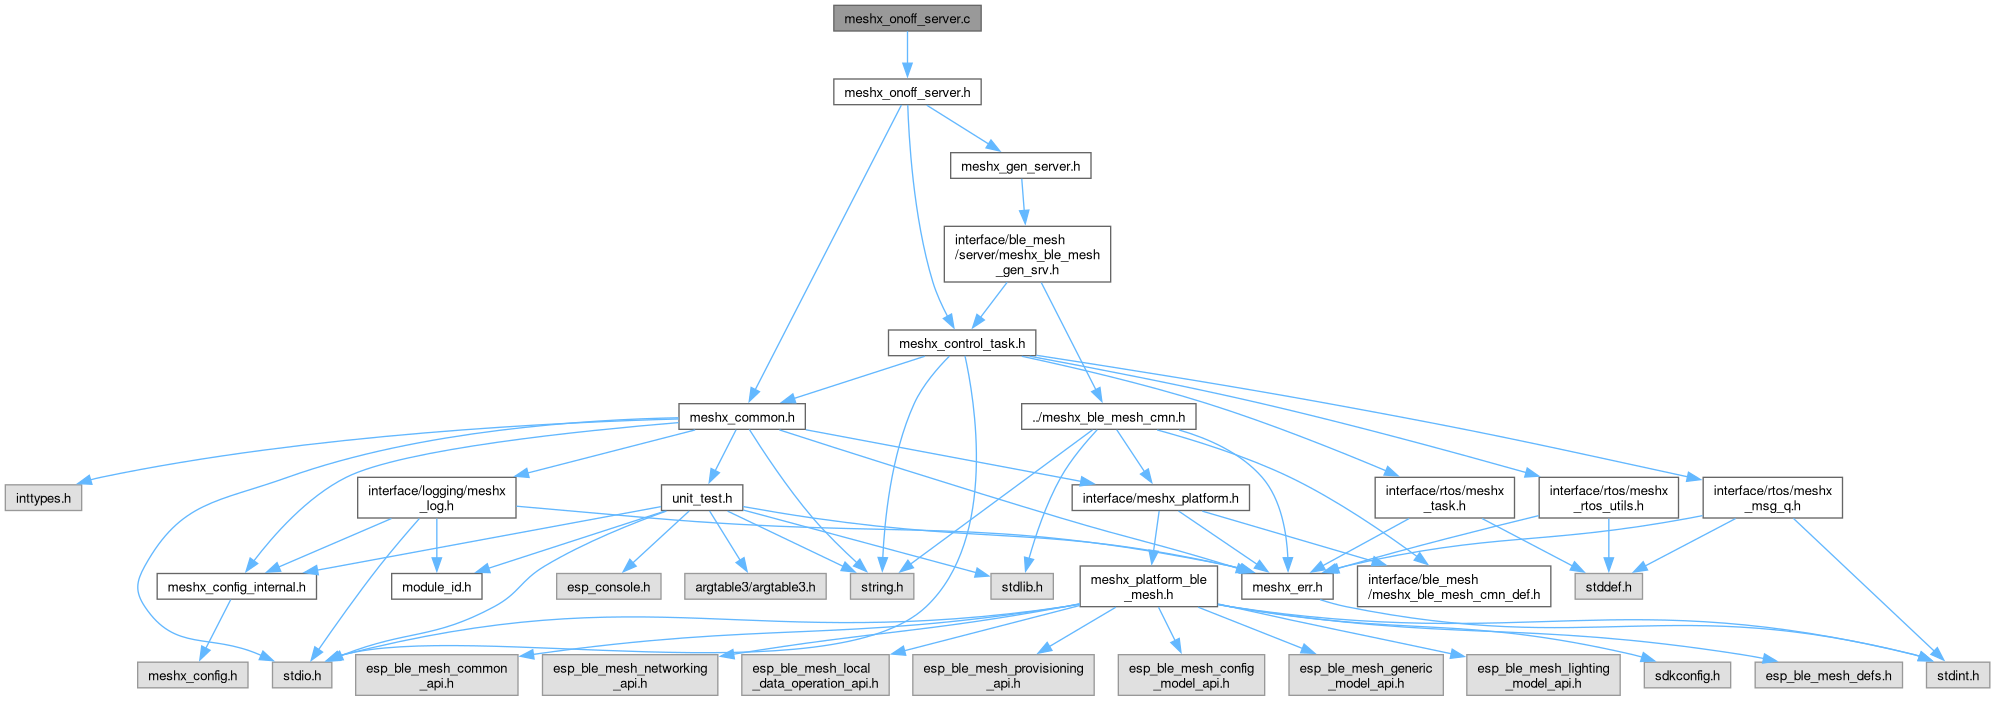 meshx_onoff_server.c
meshx_onoff_server.h
meshx_gen_server.h
interface/ble_mesh
/server/meshx_ble_mesh
_gen_srv.h
meshx_control_task.h
meshx_common.h
../meshx_ble_mesh_cmn.h
inttypes.h
interface/logging/meshx
_log.h
unit_test.h
interface/meshx_platform.h
interface/rtos/meshx
_task.h
interface/rtos/meshx
_rtos_utils.h
interface/rtos/meshx
_msg_q.h
meshx_config_internal.h
module_id.h
esp_console.h
argtable3/argtable3.h
string.h
stdlib.h
meshx_platform_ble
_mesh.h
meshx_err.h
interface/ble_mesh
/meshx_ble_mesh_cmn_def.h
stddef.h
meshx_config.h
stdio.h
esp_ble_mesh_common
_api.h
esp_ble_mesh_networking
_api.h
esp_ble_mesh_local
_data_operation_api.h
esp_ble_mesh_provisioning
_api.h
esp_ble_mesh_config
_model_api.h
esp_ble_mesh_generic
_model_api.h
esp_ble_mesh_lighting
_model_api.h
sdkconfig.h
esp_ble_mesh_defs.h
stdint.h